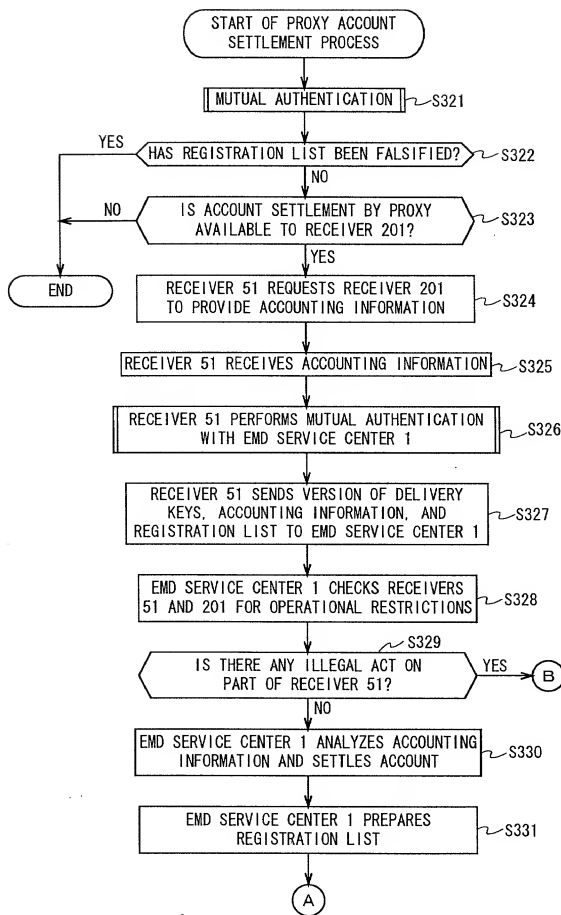 START OF PROXY ACCOUNT
SETTLEMENT PROCESS
MUTUAL AUTHENTICATION
S321
YES
HAS REGISTRATION LIST BEEN FALSIFIED?
S322
NO
NO
IS ACCOUNT SETTLEMENT BY PROXY
AVAILABLE TO RECEIVER 201?
S323
YES
END
RECEIVER 51 REQUESTS RECEIVER 201
TO PROVIDE ACCOUNTING INFORMATION
S324
RECEIVER 51 RECEIVES ACCOUNTING INFORMATION
S325
RECEIVER 51 PERFORMS MUTUAL AUTHENTICATION
WITH EMD SERVICE CENTER 1
S326
RECEIVER 51 SENDS VERSION OF DELIVERY
KEYS, ACCOUNTING INFORMATION, AND
REGISTRATION LIST TO EMD SERVICE CENTER 1
S327
EMD SERVICE CENTER 1 CHECKS RECEIVERS
51 AND 201 FOR OPERATIONAL RESTRICTIONS
S328
S329
IS THERE ANY ILLEGAL ACT ON
PART OF RECEIVER 51?
YES
B
NO
EMD SERVICE CENTER 1 ANALYZES ACCOUNTING
INFORMATION AND SETTLES ACCOUNT
S330
EMD SERVICE CENTER 1 PREPARES
REGISTRATION LIST
S331
A